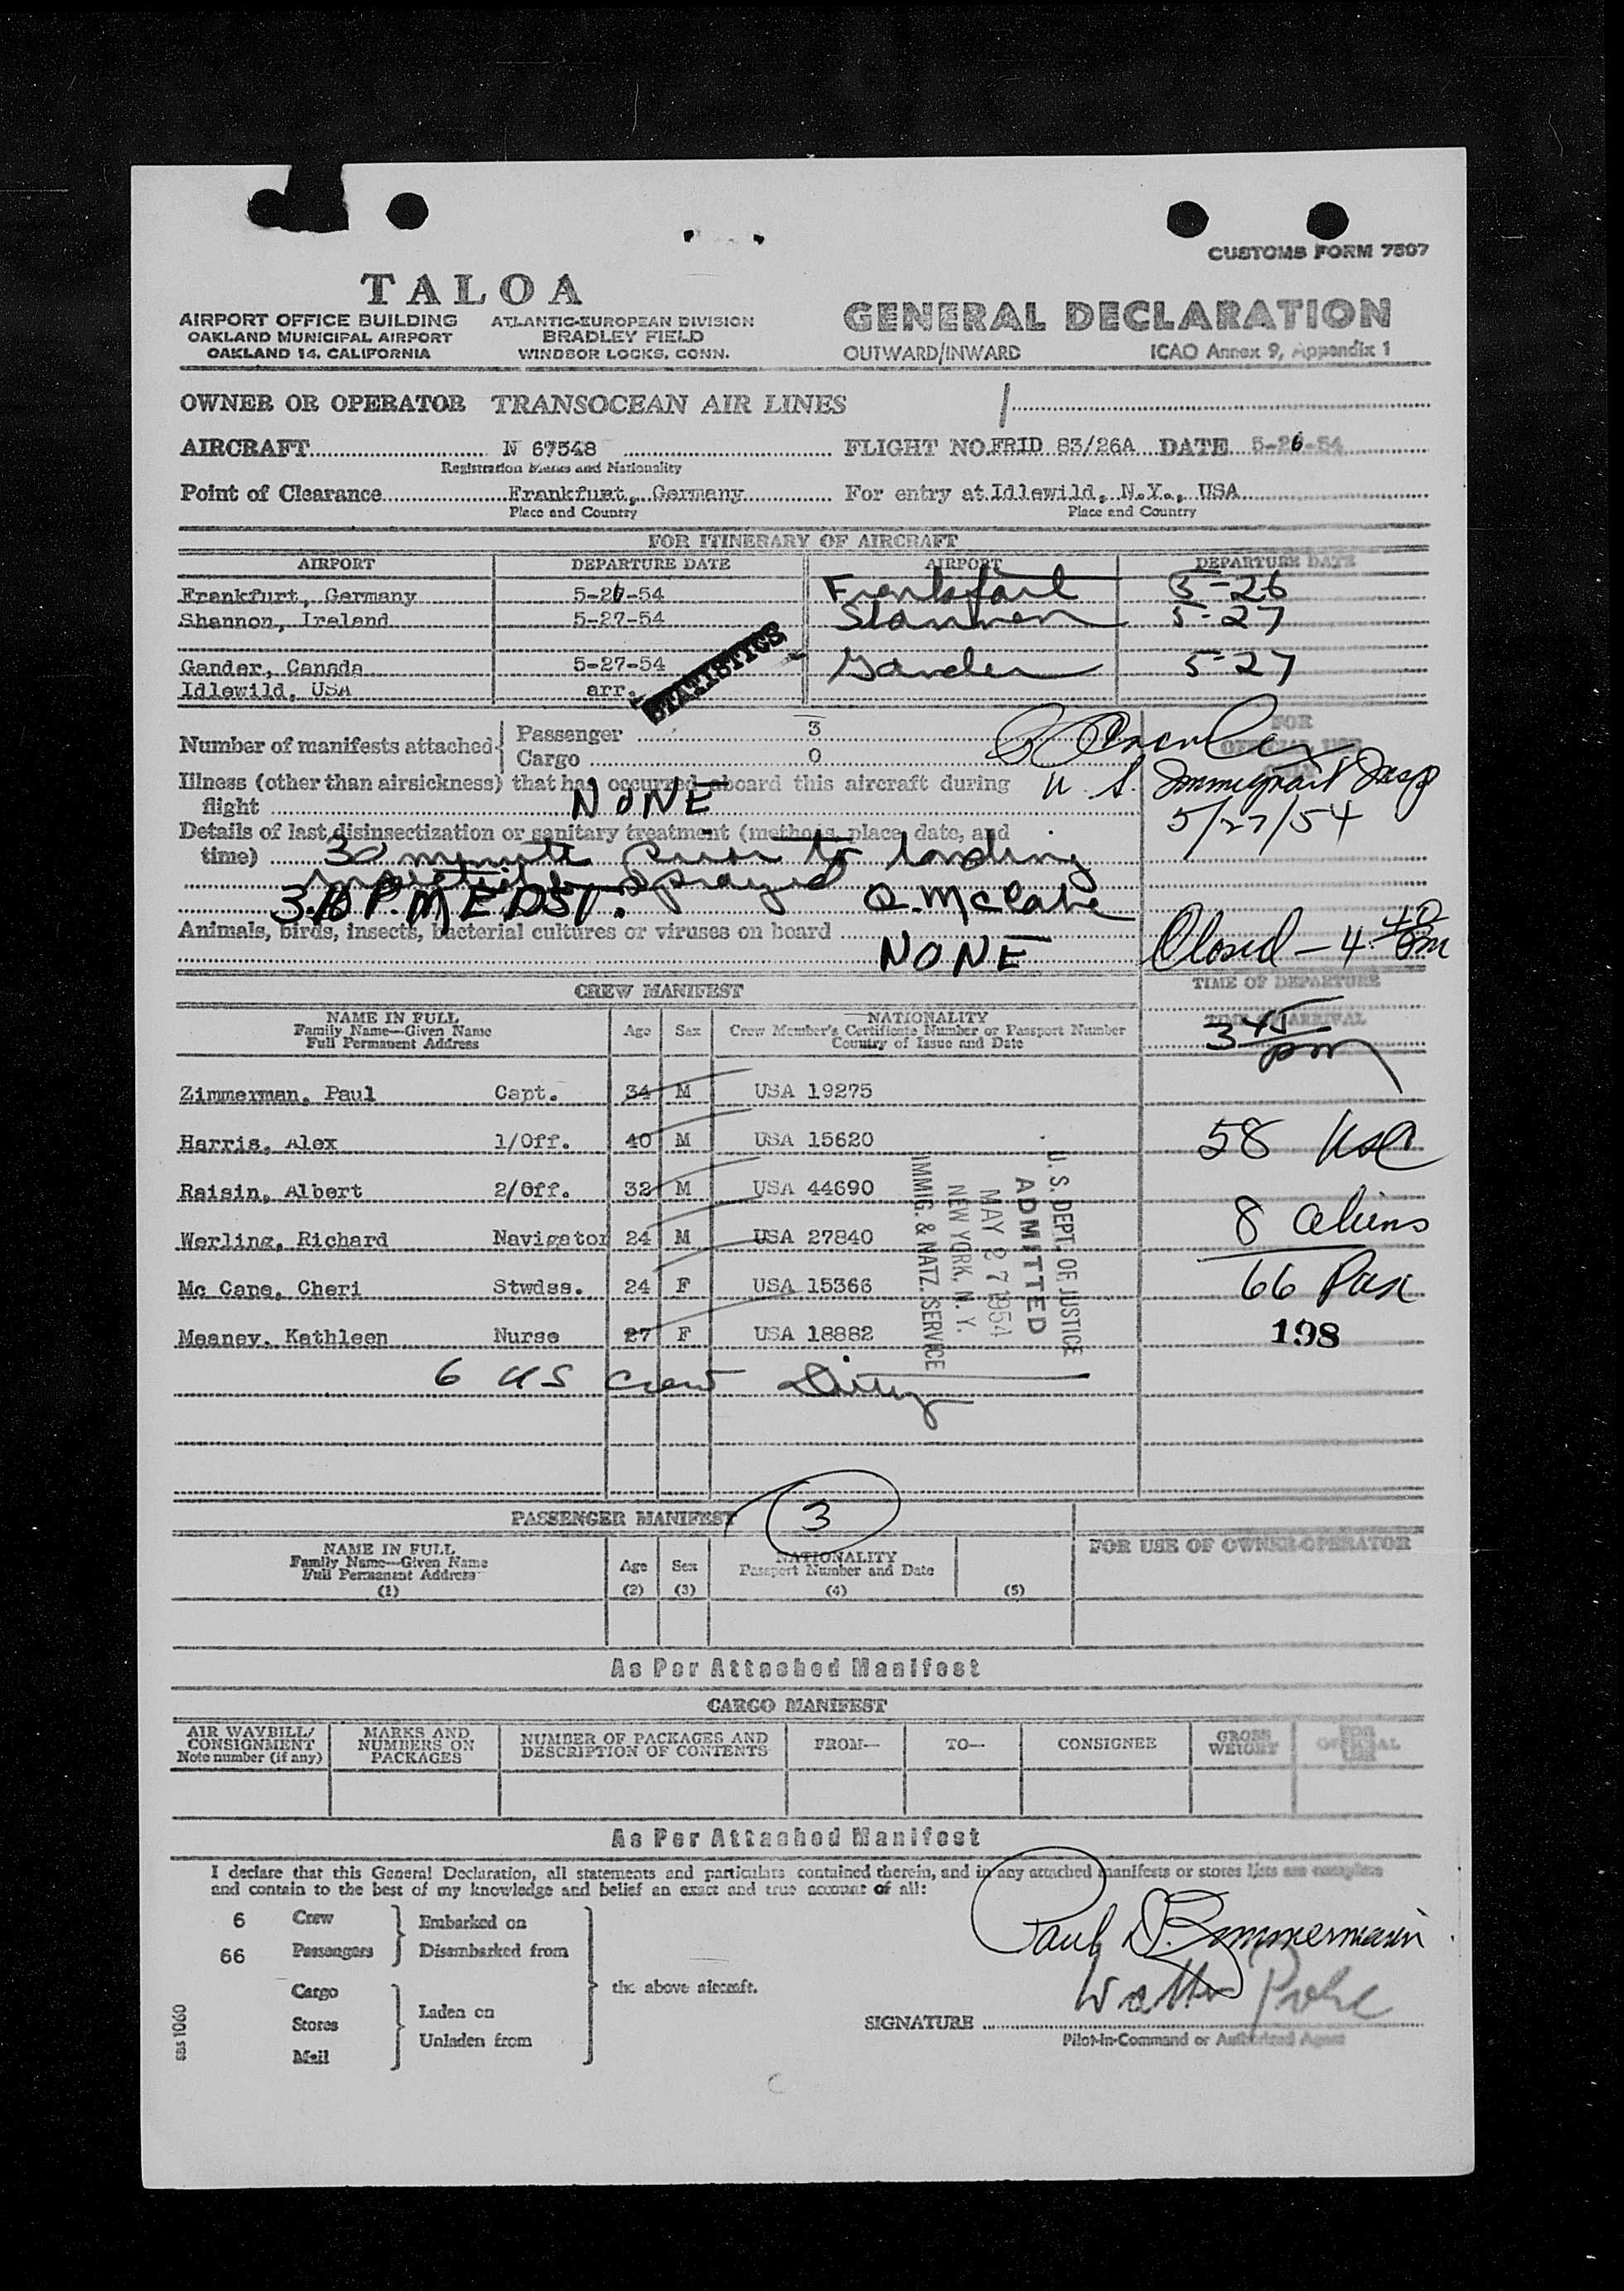 CUSTOMS FORM 7507
TALOA
AIRPORT OFFICE BUILDING
OAKLAND MUNICIPAL AIRPORT
OAKLAND 14, CALIFORNIA
ATLANTIC-EUROPEAN DIVISION
BRADLEY FIELD
WINDSOR LOCKS, CONN.
GENERAL DECLARATION
OUTWARD/INWARD ICAO Annex 9, Appendix 1
OWNER OR OPERATOR TRANSOCEAN AIR LINES
AIRCRAFT N 67548 FLIGHT NO. FRID 83/26A DATE 5-26-54
Registration Marks and Nationality
Point of Clearance Frankfurt, Germany For entry at Idlewild, N.Y., USA
Place and Country Place and Country
FOR ITINERARY OF AIRCRAFT
AIRPORT DEPARTURE DATE AIRPORT DEPARTURE DATE
Frankfurt, Germany 5-26-54 Frankfurt 5-26
Shannon, Ireland 5-27-54 Shannon 5-27
Gander, Canada 5-27-54 Gander 5-27
Idlewild, USA arr.
STATISTICS
Number of manifests attached Passenger 3
Cargo 0
FOR OFFICIAL USE
Illness (other than airsickness) that has occurred aboard this aircraft during
flight NONE
U.S. Immigrant Insp
5/27/54
Details of last disinsectization or sanitary treatment (methods, place, date, and
time) 30 minute prior to landing
insecticide sprayed
3.10 P.M E.D.S.T. McCabe
Animals, birds, insects, bacterial cultures or viruses on board
NONE
Closed - 4:40 pm
CREW MANIFEST
TIME OF DEPARTURE
TIME OF ARRIVAL
3 45 pm
NAME IN FULL
Family Name—Given Name
Full Permanent Address
Age Sex
NATIONALITY
Crew Member's Certificate Number or Passport Number
Country of Issue and Date
Zimmerman, Paul Capt. 34 M USA 19275
Harris, Alex 1/Off. 40 M USA 15620
58 USC
Raisin, Albert 2/Off. 32 M USA 44690
8 aliens
Werling, Richard Navigator 24 M USA 27840
Mc Cape, Cheri Stwdss. 24 F USA 15366
66 Pax
Meaney, Kathleen Nurse 27 F USA 18882
198
U. S. DEPT. OF JUSTICE
ADMITTED
MAY 27 1954
NEW YORK, N. Y.
IMMIG. & NATZ. SERVICE
6 US Crew
PASSENGER MANIFEST 3
NAME IN FULL
Family Name—Given Name
Full Permanent Address
(1)
Age
(2)
Sex
(3)
NATIONALITY
Passport Number and Date
(4)
(5)
FOR USE OF OWNER-OPERATOR
As Per Attached Manifest
CARGO MANIFEST
AIR WAYBILL/
CONSIGNMENT
Note number (if any)
MARKS AND
NUMBERS ON
PACKAGES
NUMBER OF PACKAGES AND
DESCRIPTION OF CONTENTS
FROM—
TO—
CONSIGNEE
GROSS
WEIGHT
FOR
OFFICIAL
USE
As Per Attached Manifest
I declare that this General Declaration, all statements and particulars contained therein, and in any attached manifests or stores lists are complete
and contain to the best of my knowledge and belief an exact and true account of all:
6 Crew Embarked on
66 Passengers Disembarked from
Cargo
Stores
Mail
Laden on
Unladen from
the above aircraft.
Paul D. Zimmermann
Walter
SIGNATURE
Pilot-in-Command or Authorized Agent
SBS 1060